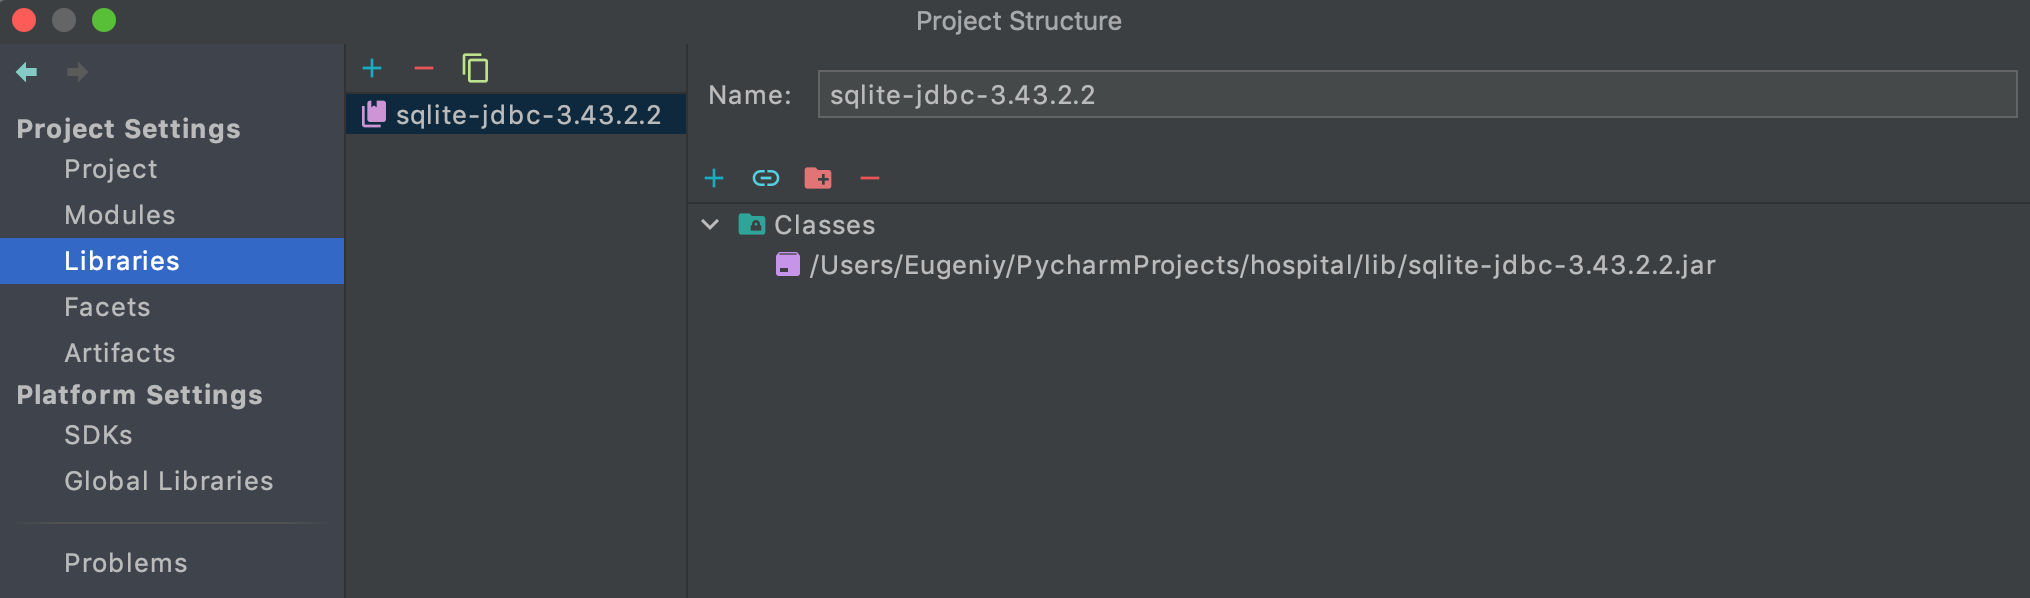 Project Structure
Project Settings
Project
Modules
Libraries
Facets
Artifacts
Platform Settings
SDKs
Global Libraries
Problems
sqlite-jdbc-3.43.2.2
Name: sqlite-jdbc-3.43.2.2
Classes
/Users/Eugeniy/PycharmProjects/hospital/lib/sqlite-jdbc-3.43.2.2.jar